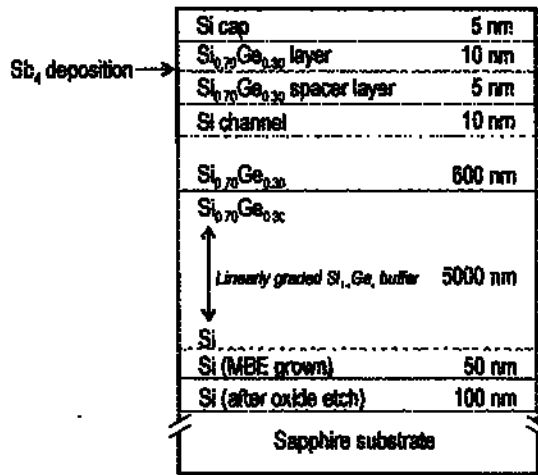 Si cap 5 nm
Si0.70Ge0.30 layer 10 nm
Sb4 deposition
Si0.70Ge0.30 spacer layer 5 nm
Si channel 10 nm
Si0.70Ge0.30 600 nm
Si0.70Ge0.30
Linearly graded Si1-xGex buffer 5000 nm
Si
Si (MBE grown) 50 nm
Si (after oxide etch) 100 nm
Sapphire substrate